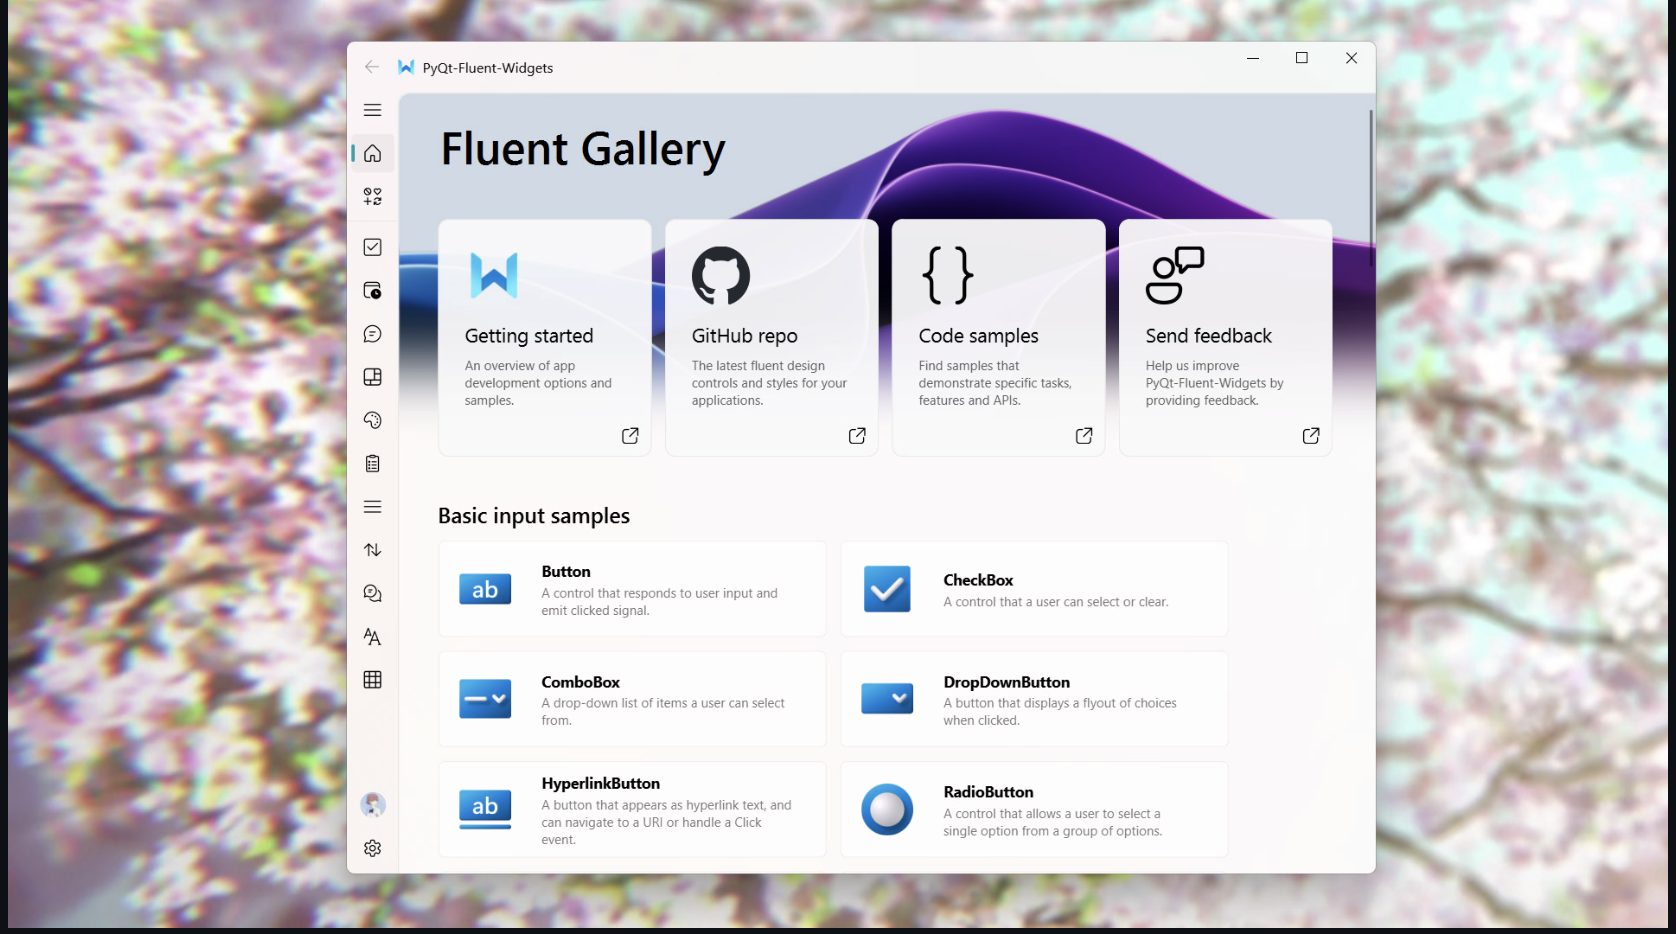 PyQt-Fluent-Widgets
Fluent Gallery
Getting started
An overview of app
development options and
samples.
GitHub repo
The latest fluent design
controls and styles for your
applications.
Code samples
Find samples that
demonstrate specific tasks,
features and APIs.
Send feedback
Help us improve
PyQt-Fluent-Widgets by
providing feedback.
Basic input samples
ab
Button
A control that responds to user input and
emit clicked signal.
CheckBox
A control that a user can select or clear.
ComboBox
A drop-down list of items a user can select
from.
DropDownButton
A button that displays a flyout of choices
when clicked.
ab
HyperlinkButton
A button that appears as hyperlink text, and
can navigate to a URI or handle a Click
event.
RadioButton
A control that allows a user to select a
single option from a group of options.